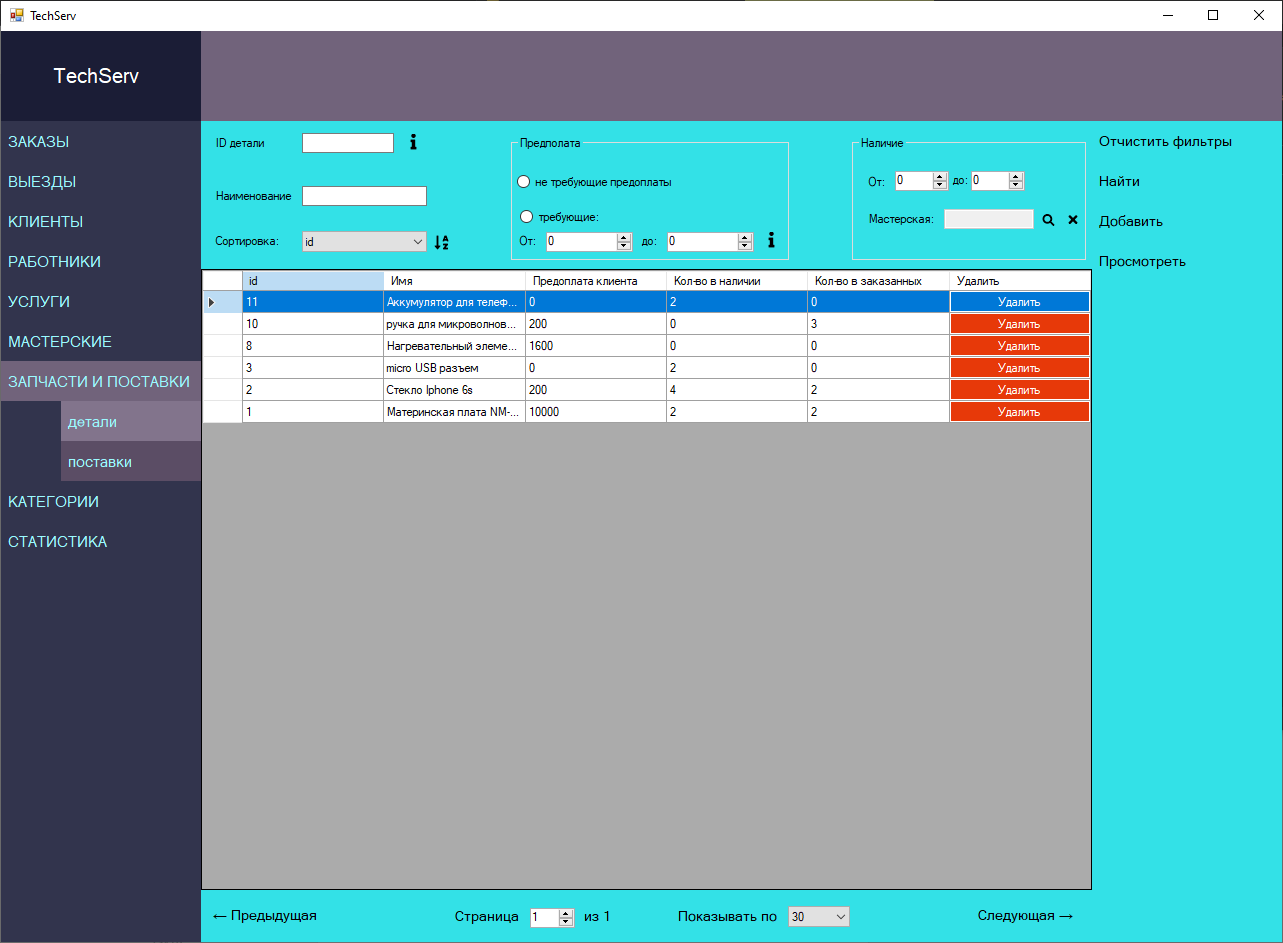 TechServ
TechServ
ЗАКАЗЫ
ВЫЕЗДЫ
КЛИЕНТЫ
РАБОТНИКИ
УСЛУГИ
МАСТЕРСКИЕ
ЗАПЧАСТИ И ПОСТАВКИ
детали
поставки
КАТЕГОРИИ
СТАТИСТИКА
ID детали
Наименование
Сортировка: id
Предполата
не требующие предоплаты
требующие:
От: 0 до: 0
Наличие
От: 0 до: 0
Мастерская:
Отчистить фильтры
Найти
Добавить
Просмотреть
id Имя Предоплата клиента Кол-во в наличии Кол-во в заказанных Удалить
11 Аккумулятор для телеф... 0 2 0 Удалить
10 ручка для микроволнов... 200 0 3 Удалить
8 Нагревательный элеме... 1600 0 0 Удалить
3 micro USB разъем 0 2 0 Удалить
2 Стекло Iphone 6s 200 4 2 Удалить
1 Материнская плата NM-... 10000 2 2 Удалить
← Предыдущая Страница 1 из 1 Показывать по 30 Следующая →